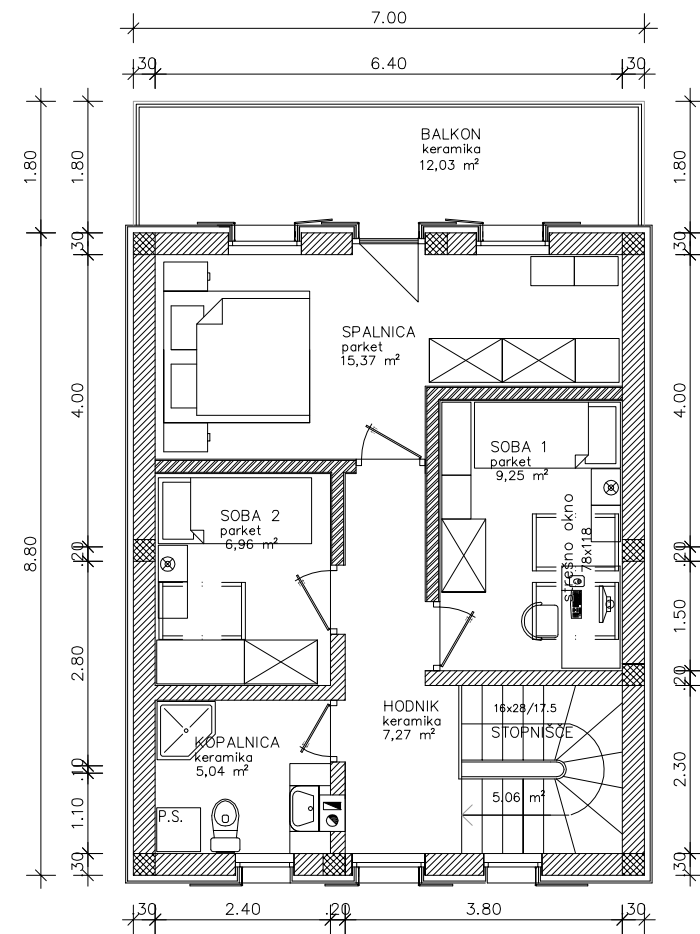 7.00
.30 6.40 .30
1.80 1.80 1.80
BALKON
keramika
12,03 m²
.30 .30
SPALNICA
parket
15,37 m²
4.00 4.00
SOBA 1
parket
9,25 m²
strešno okno
78x118
SOBA 2
parket
6,96 m²
8.80
.20 .20
1.50
2.80
.20
.20
HODNIK
keramika
7,27 m²
16x28/17.5
STOPNIŠČE
5.06 m²
KOPALNICA
keramika
5,04 m²
P.S.
.10
2.30
1.10
.30 .30
.30 2.40 .20 3.80 .30